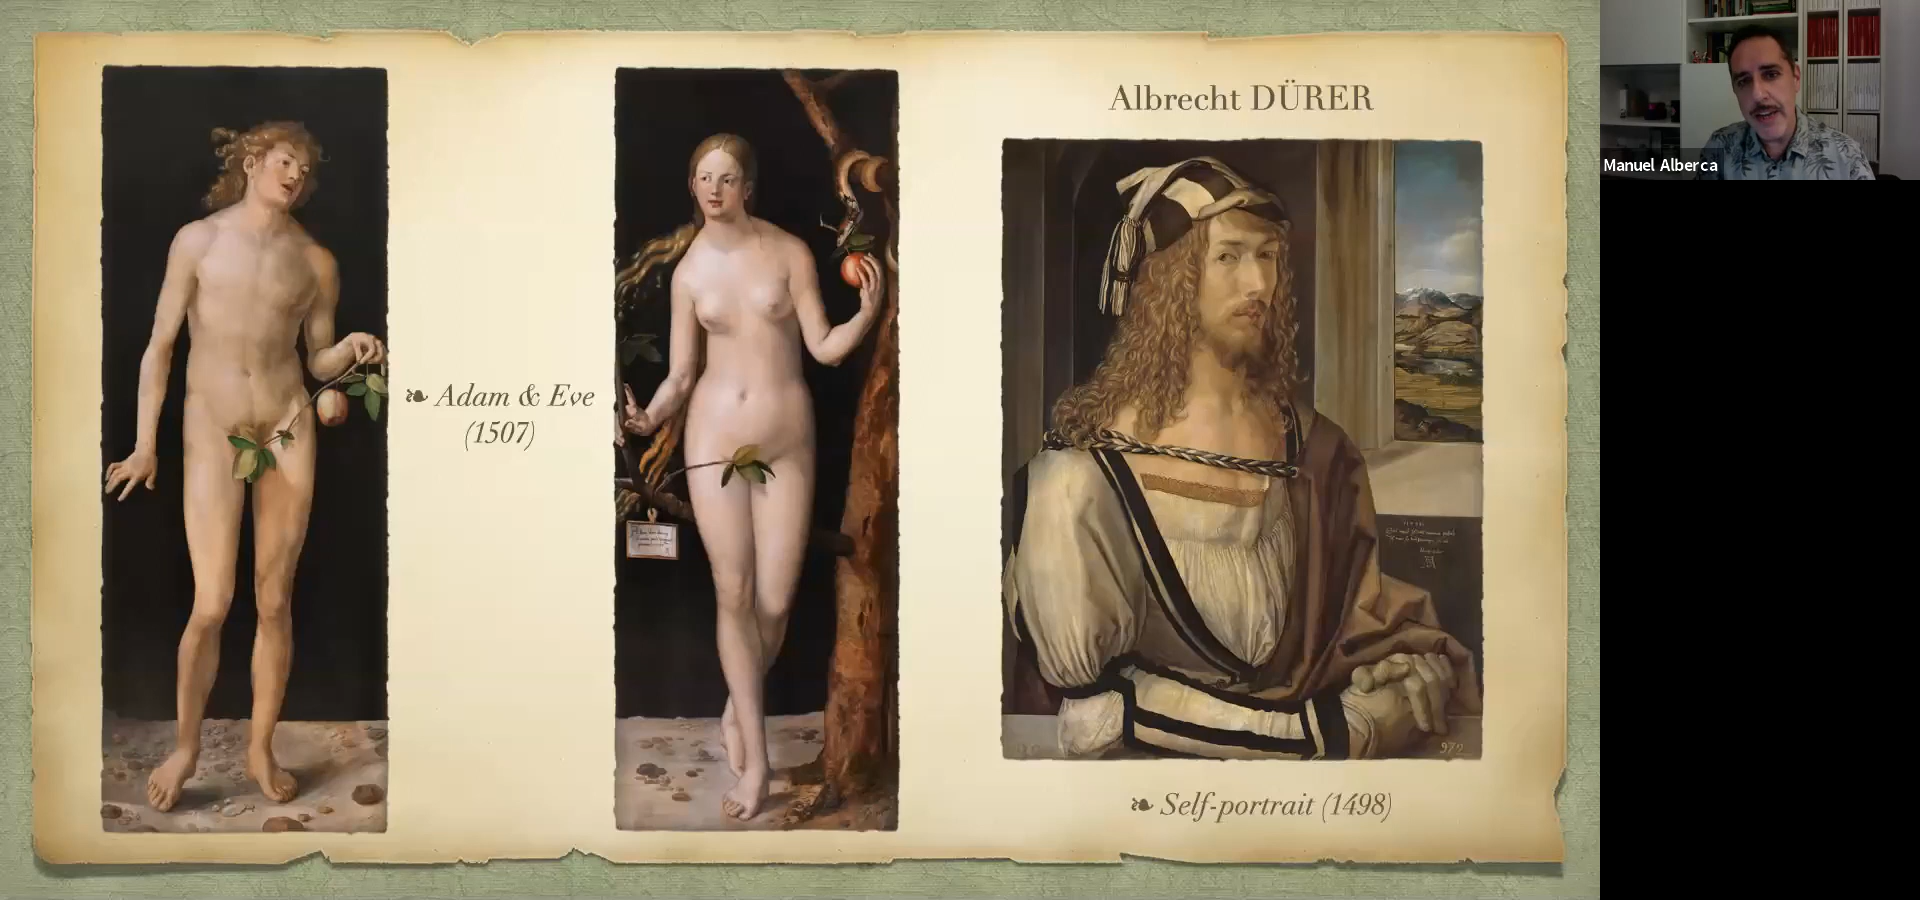 Albrecht DÜRER
Adam & Eve
(1507)
Self-portrait (1498)
972
Manuel Alberca